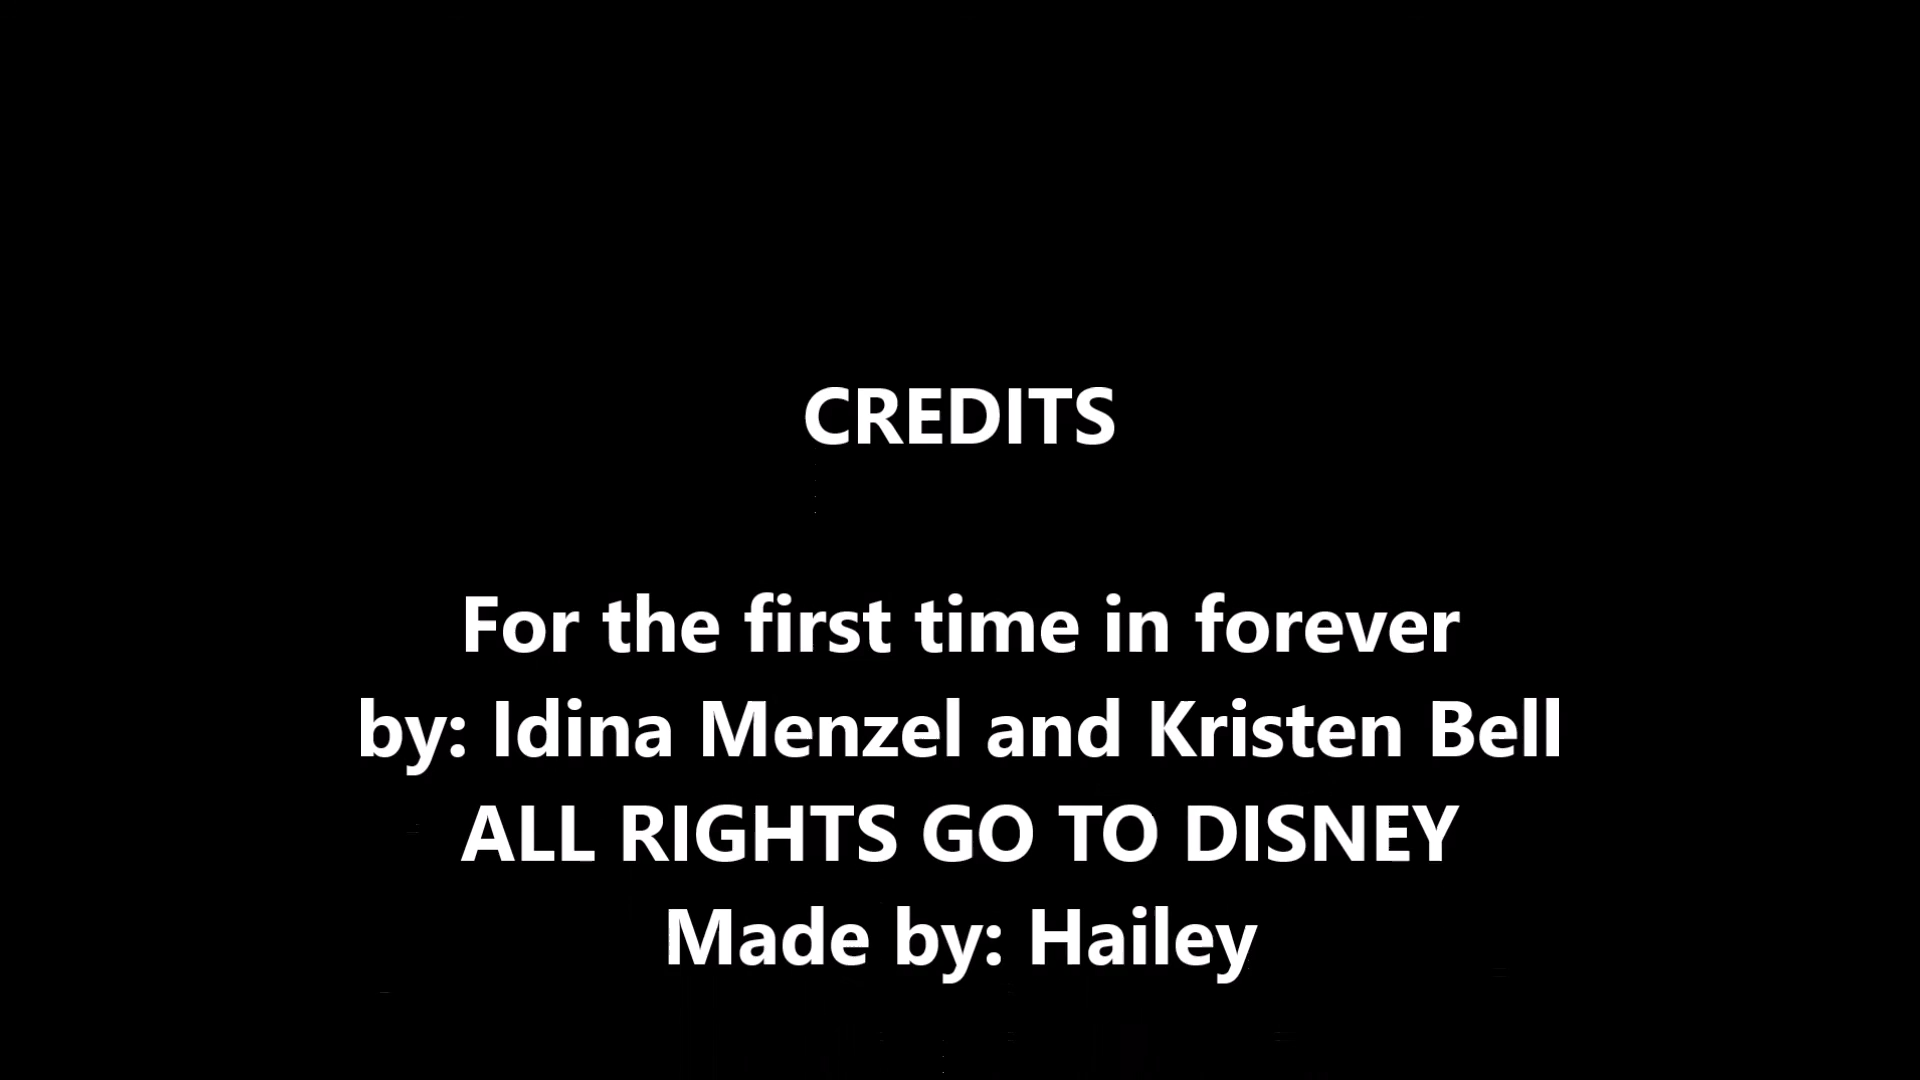 CREDITS
For the first time in forever
by: Idina Menzel and Kristen Bell
ALL RIGHTS GO TO DISNEY
Made by: Hailey